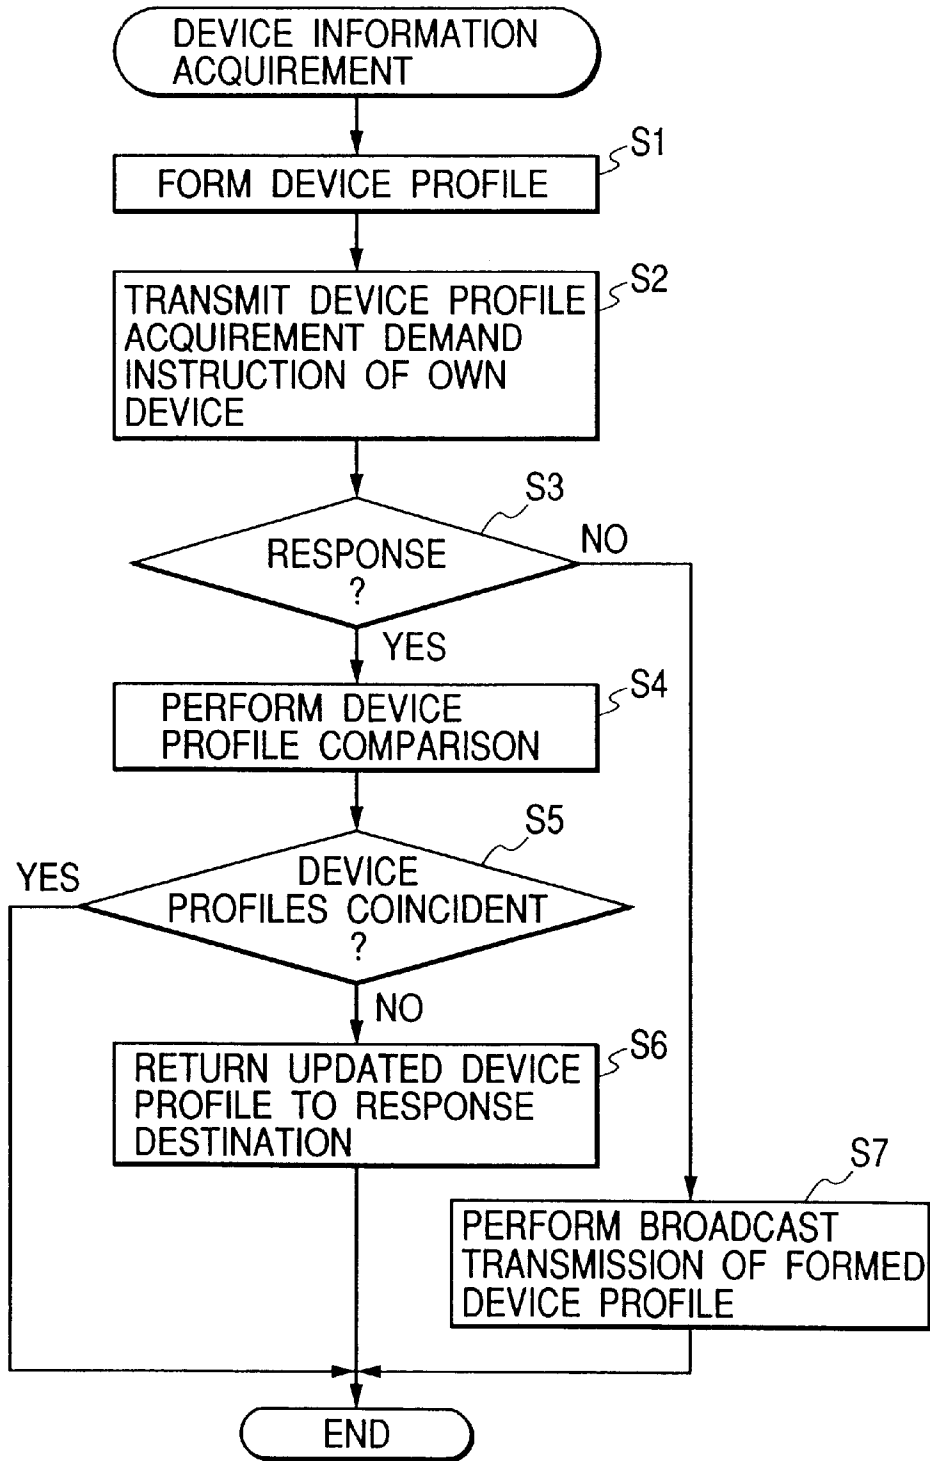 DEVICE INFORMATION
ACQUIREMENT
S1
FORM DEVICE PROFILE
S2
TRANSMIT DEVICE PROFILE
ACQUIREMENT DEMAND
INSTRUCTION OF OWN
DEVICE
S3
RESPONSE
?
NO
YES
S4
PERFORM DEVICE
PROFILE COMPARISON
S5
YES
DEVICE
PROFILES COINCIDENT
?
NO
S6
RETURN UPDATED DEVICE
PROFILE TO RESPONSE
DESTINATION
S7
PERFORM BROADCAST
TRANSMISSION OF FORMED
DEVICE PROFILE
END